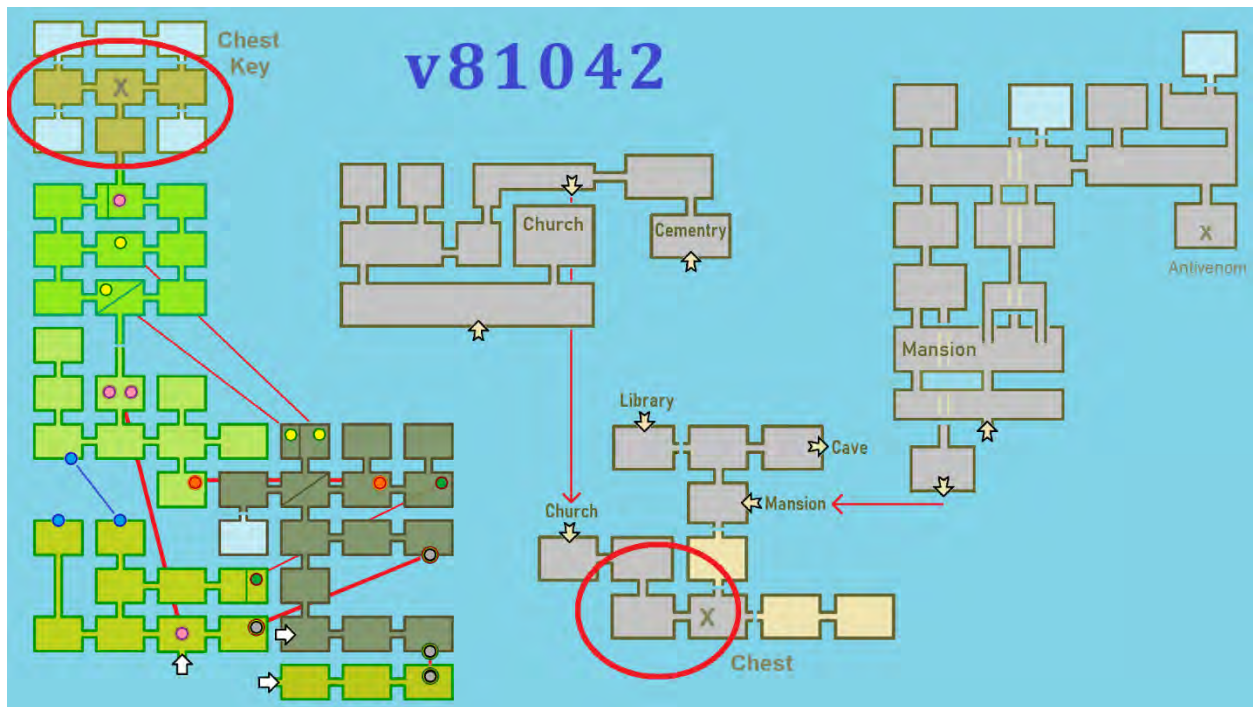 Chest
Key
X
v81042
Church
Cementry
X
Antivenom
Mansion
Library
Cave
Mansion
Church
X
Chest